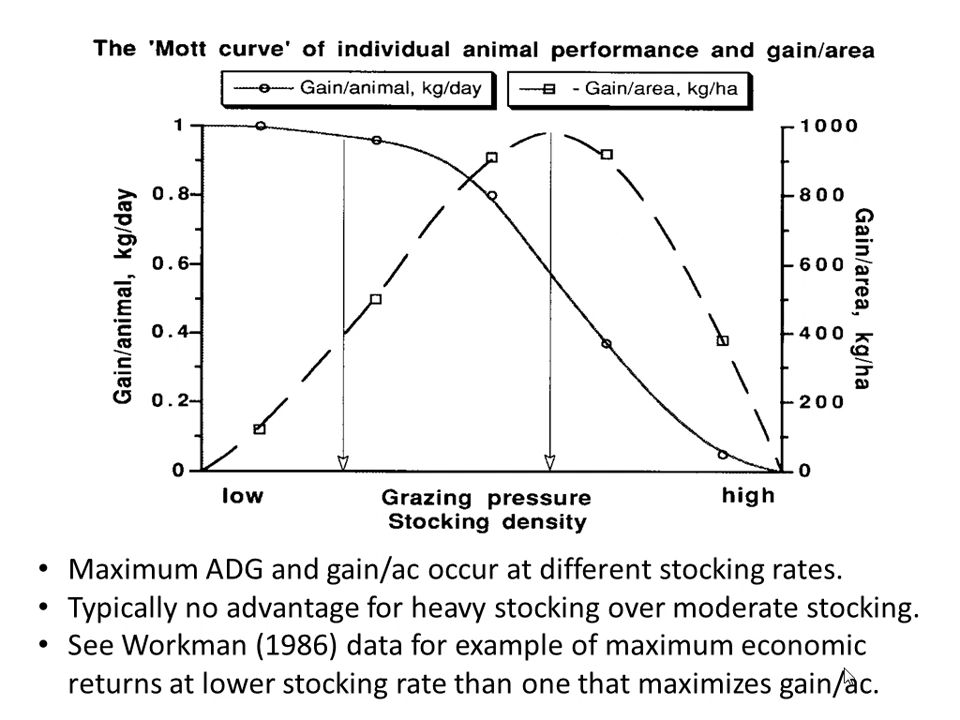 The 'Mott curve' of individual animal performance and gain/area
Gain/animal, kg/day
- Gain/area, kg/ha
1
0.8
0.6
0.4
0.2
0
Gain/animal, kg/day
1000
800
600
400
200
0
Gain/area, kg/ha
low
Grazing pressure
high
Stocking density
• Maximum ADG and gain/ac occur at different stocking rates.
• Typically no advantage for heavy stocking over moderate stocking.
• See Workman (1986) data for example of maximum economic
returns at lower stocking rate than one that maximizes gain/ac.